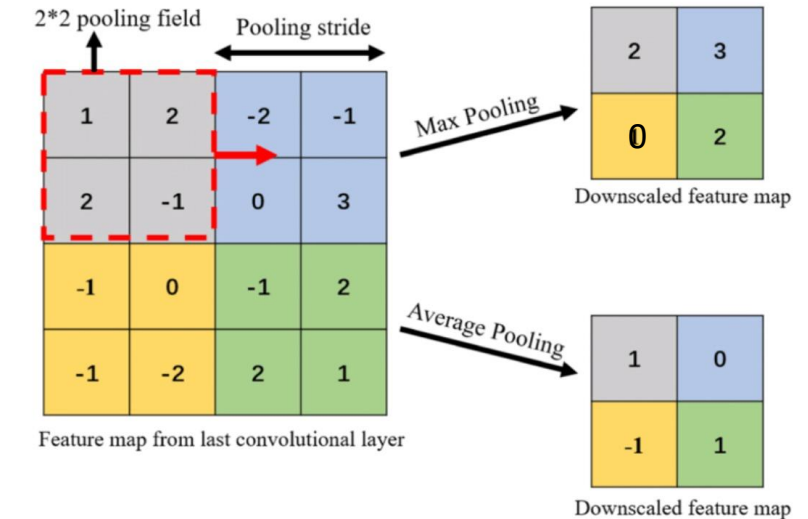 2*2 pooling field
Pooling stride
1 2 -2 -1
2 -1 0 3
-1 0 -1 2
-1 -2 2 1
Feature map from last convolutional layer
Max Pooling
2 3
0 2
Downscaled feature map
Average Pooling
1 0
-1 1
Downscaled feature map